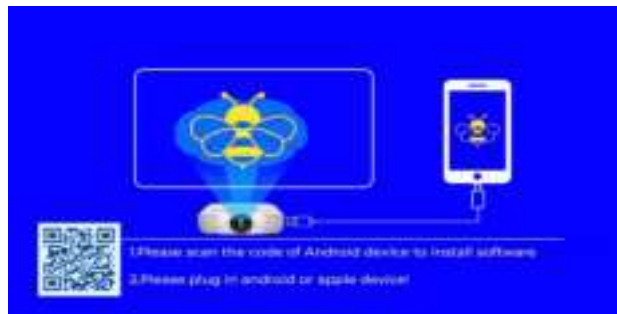 1.Please scan the code of Android device to install software
2.Please plug in android or apple device!